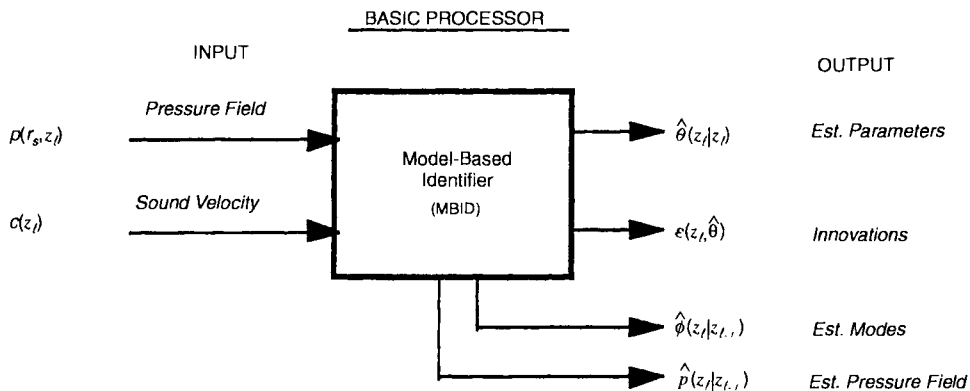 BASIC PROCESSOR
INPUT
OUTPUT
Pressure Field
p(r_s,z_ℓ)
Model-Based
Identifier
(MBID)
θ̂(z_ℓ|z_ℓ)
Est. Parameters
Sound Velocity
c(z_ℓ)
ϵ(z_ℓ,θ̂)
Innovations
ϕ̂(z_ℓ|z_ℓ-1)
Est. Modes
p̂(z_ℓ|z_ℓ-1)
Est. Pressure Field